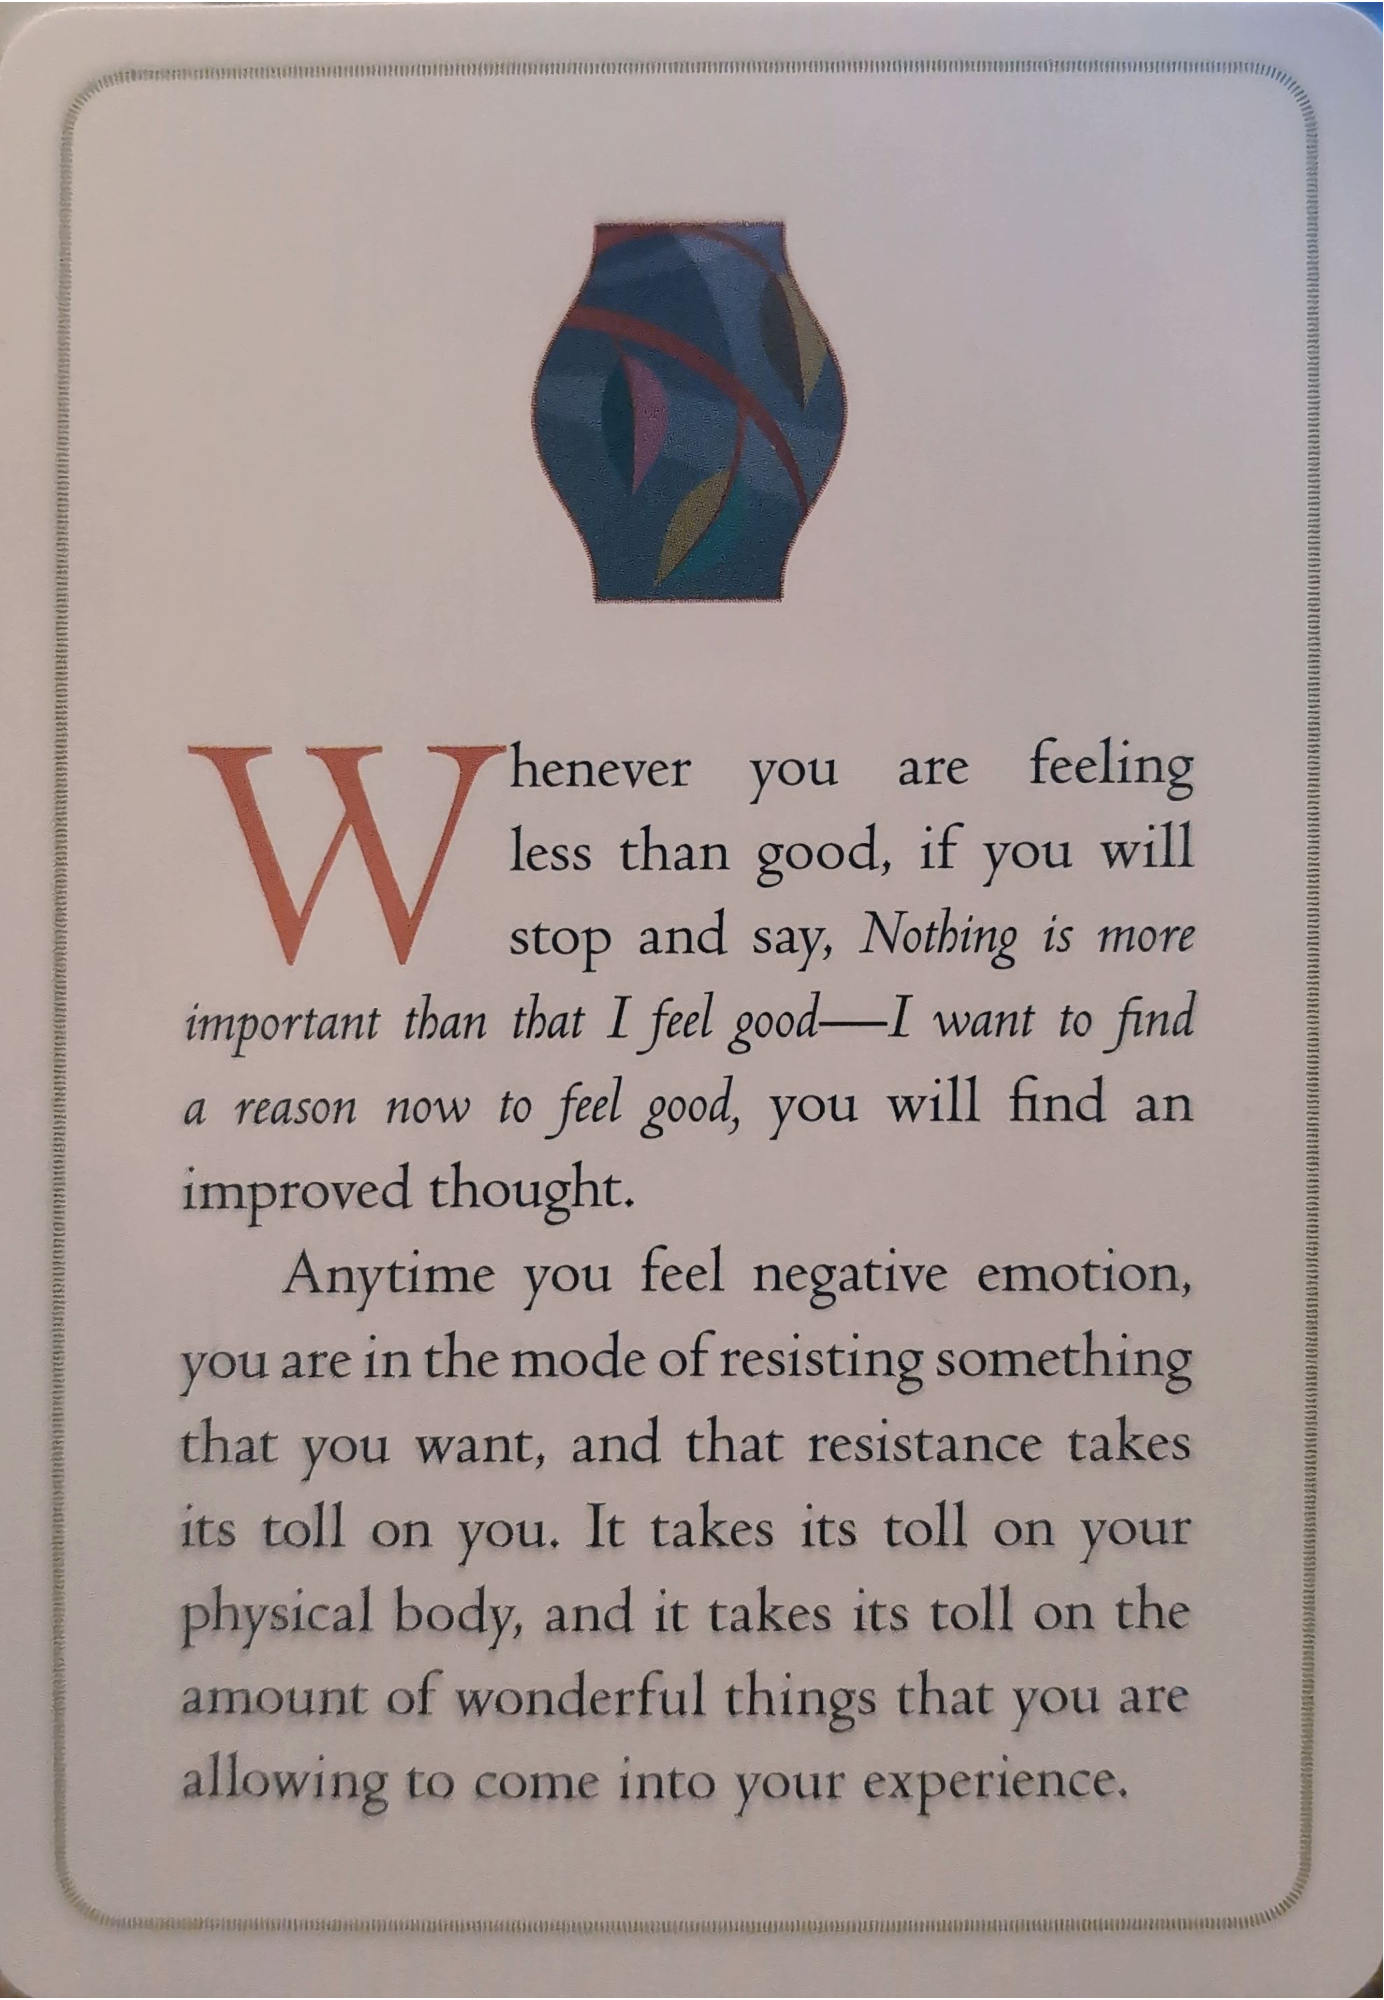 Whenever you are feeling
less than good, if you will
stop and say, Nothing is more
important than that I feel good—I want to find
a reason now to feel good, you will find an
improved thought.
Anytime you feel negative emotion,
you are in the mode of resisting something
that you want, and that resistance takes
its toll on you. It takes its toll on your
physical body, and it takes its toll on the
amount of wonderful things that you are
allowing to come into your experience.